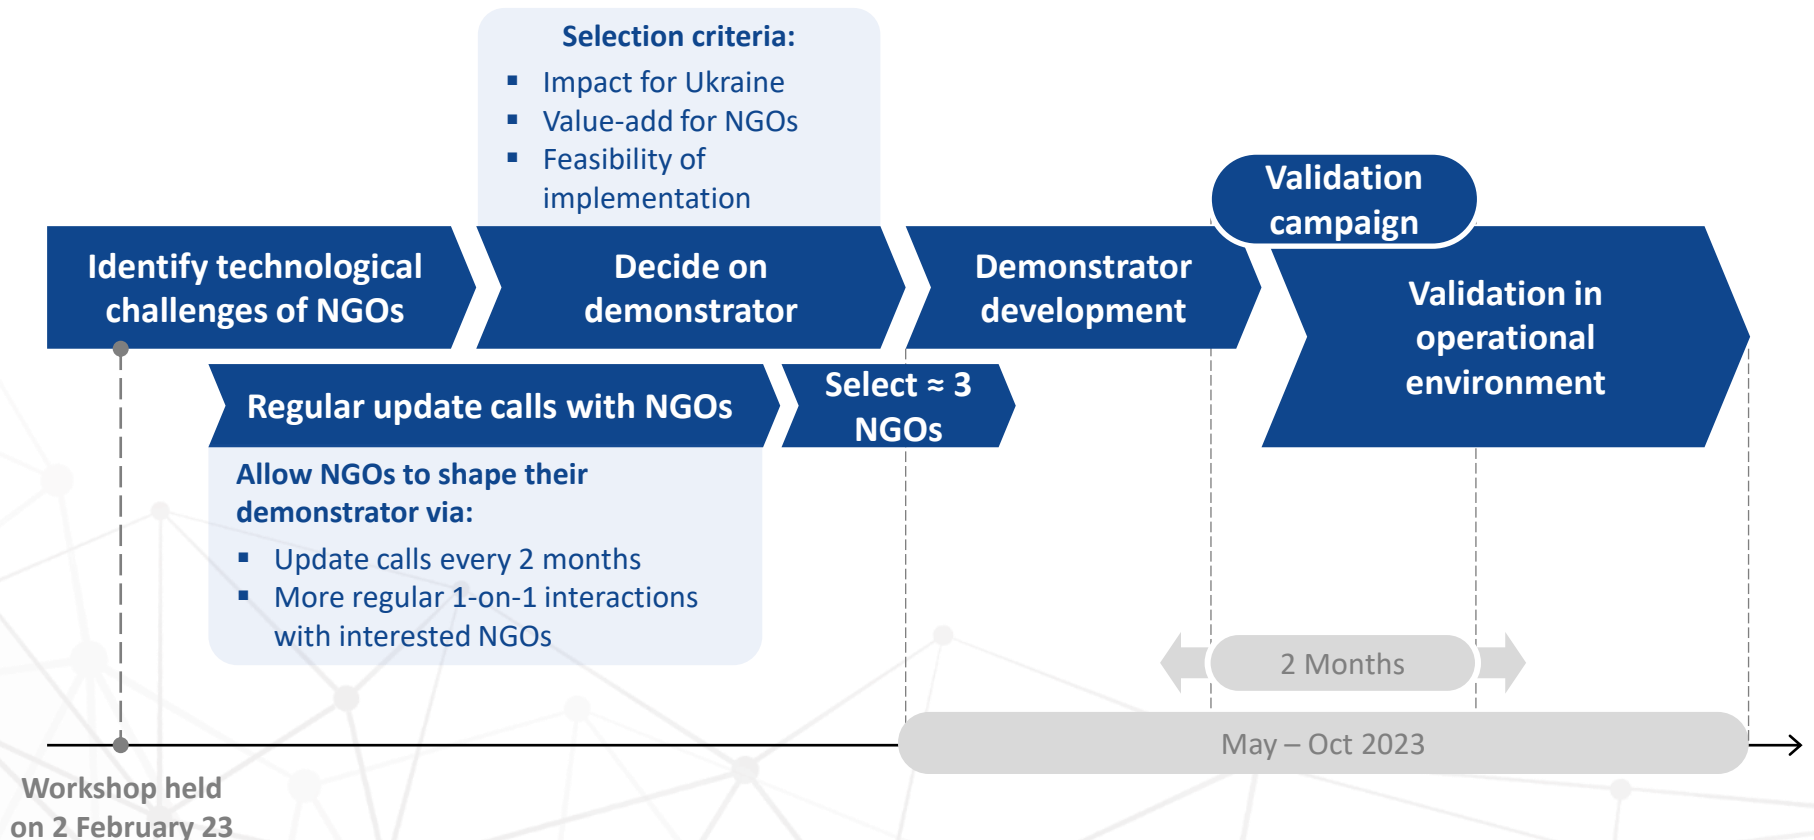 Selection criteria:
▪ Impact for Ukraine
▪ Value-add for NGOs
▪ Feasibility of
implementation
Identify technological
challenges of NGOs
Decide on
demonstrator
Demonstrator
development
Validation
campaign
Validation in
operational
environment
Regular update calls with NGOs
Select ≈ 3
NGOs
Allow NGOs to shape their
demonstrator via:
▪ Update calls every 2 months
▪ More regular 1-on-1 interactions
with interested NGOs
2 Months
May – Oct 2023
Workshop held
on 2 February 23